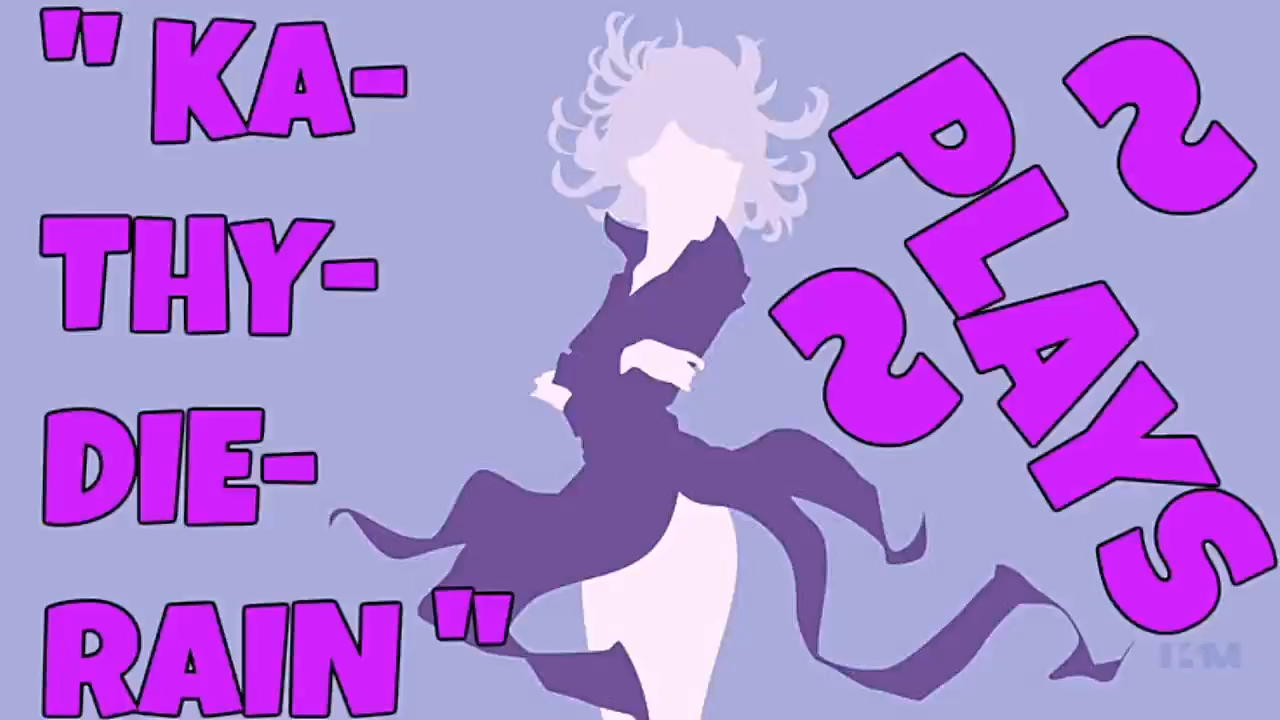 " KA-
THY-
DIE-
RAIN "
~ PLAYS ~